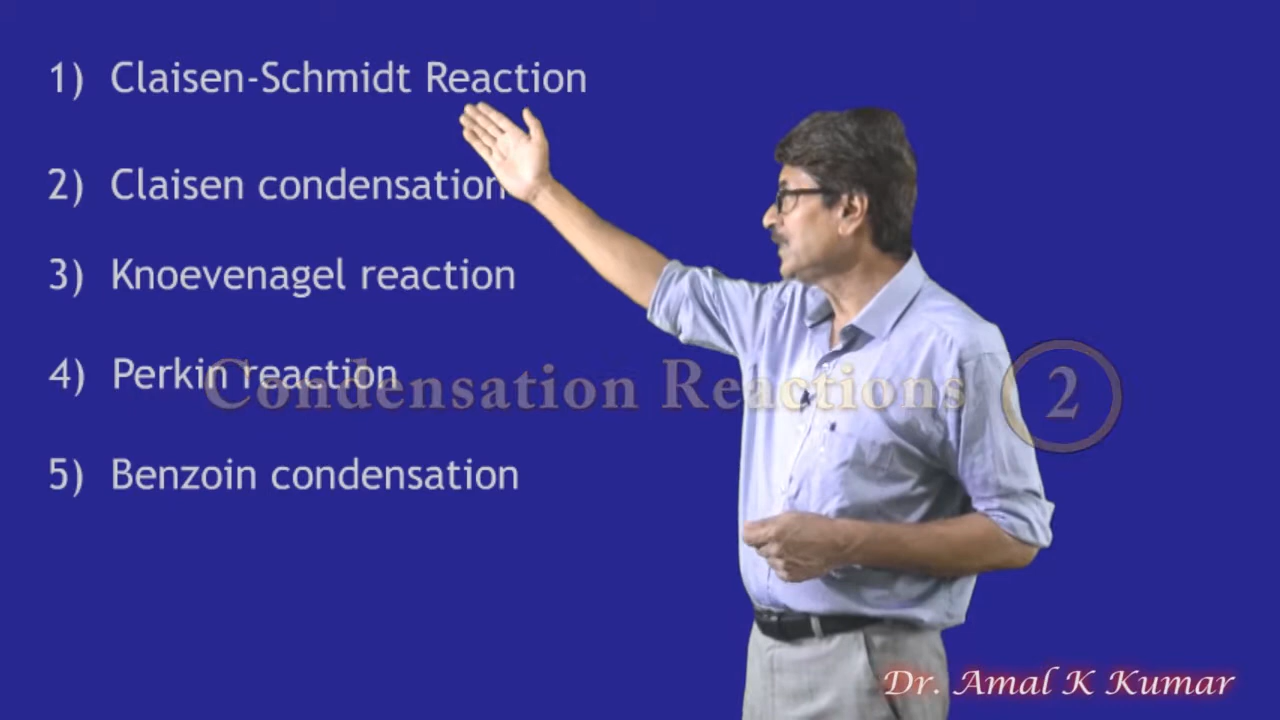 1) Claisen-Schmidt Reaction
2) Claisen condensation
3) Knoevenagel reaction
4) Perkin reaction
Condensation Reactions 2
5) Benzoin condensation
Dr. Amal K Kumar